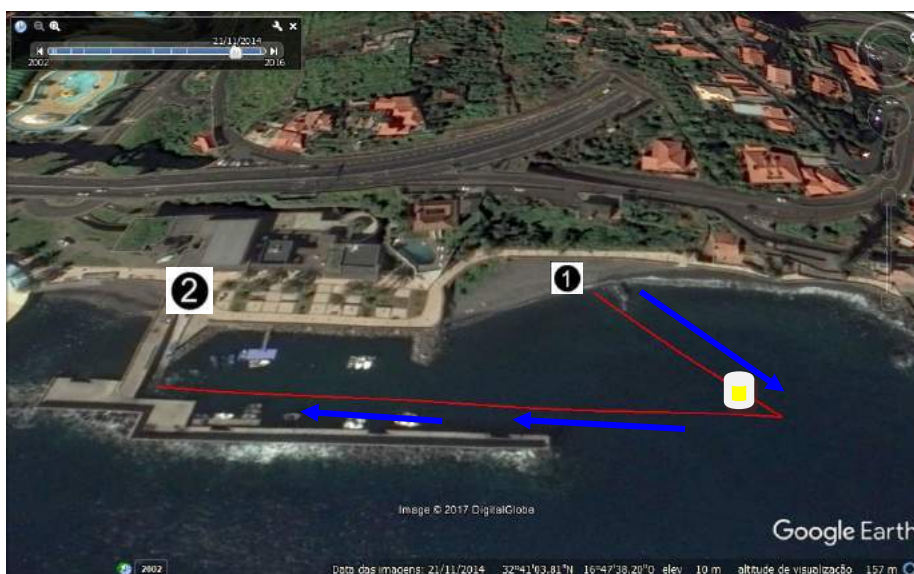 21/11/2014
2002
2016
2
1
Image © 2017 DigitalGlobe
Google Earth
2002
Data das imagens: 21/11/2014 32°41'03.81"N 16°47'38.20"O elev 10 m altitude de visualização 157 m